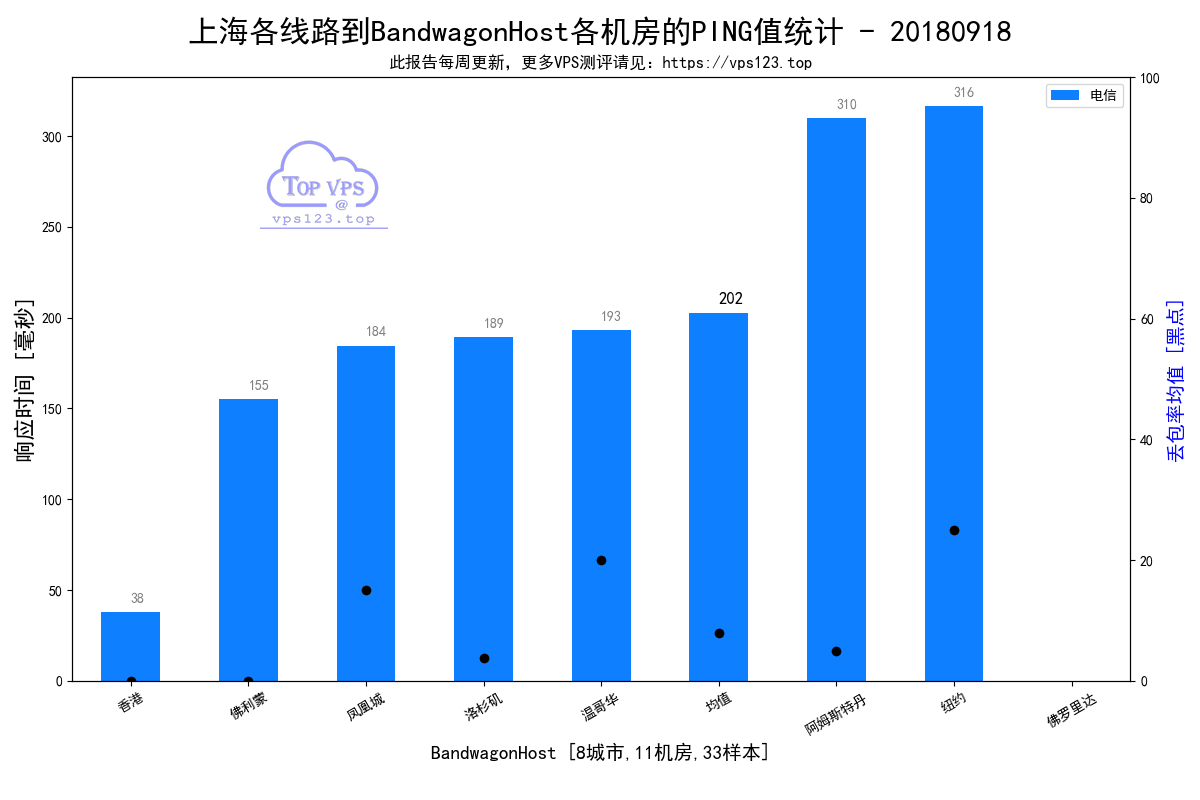 上海各线路到BandwagonHost各机房的PING值统计 - 20180918
此报告每周更新，更多VPS测评请见：https://vps123.top
100
电信
316
310
300
TOP VPS
@
vps123.top
80
250
202
193
189
184
200
60
响应时间 [毫秒]
丢包率均值 [黑点]
155
150
40
100
20
50
38
0
0
香港
佛利蒙
凤凰城
洛杉矶
温哥华
均值
阿姆斯特丹
纽约
佛罗里达
BandwagonHost [8城市,11机房,33样本]